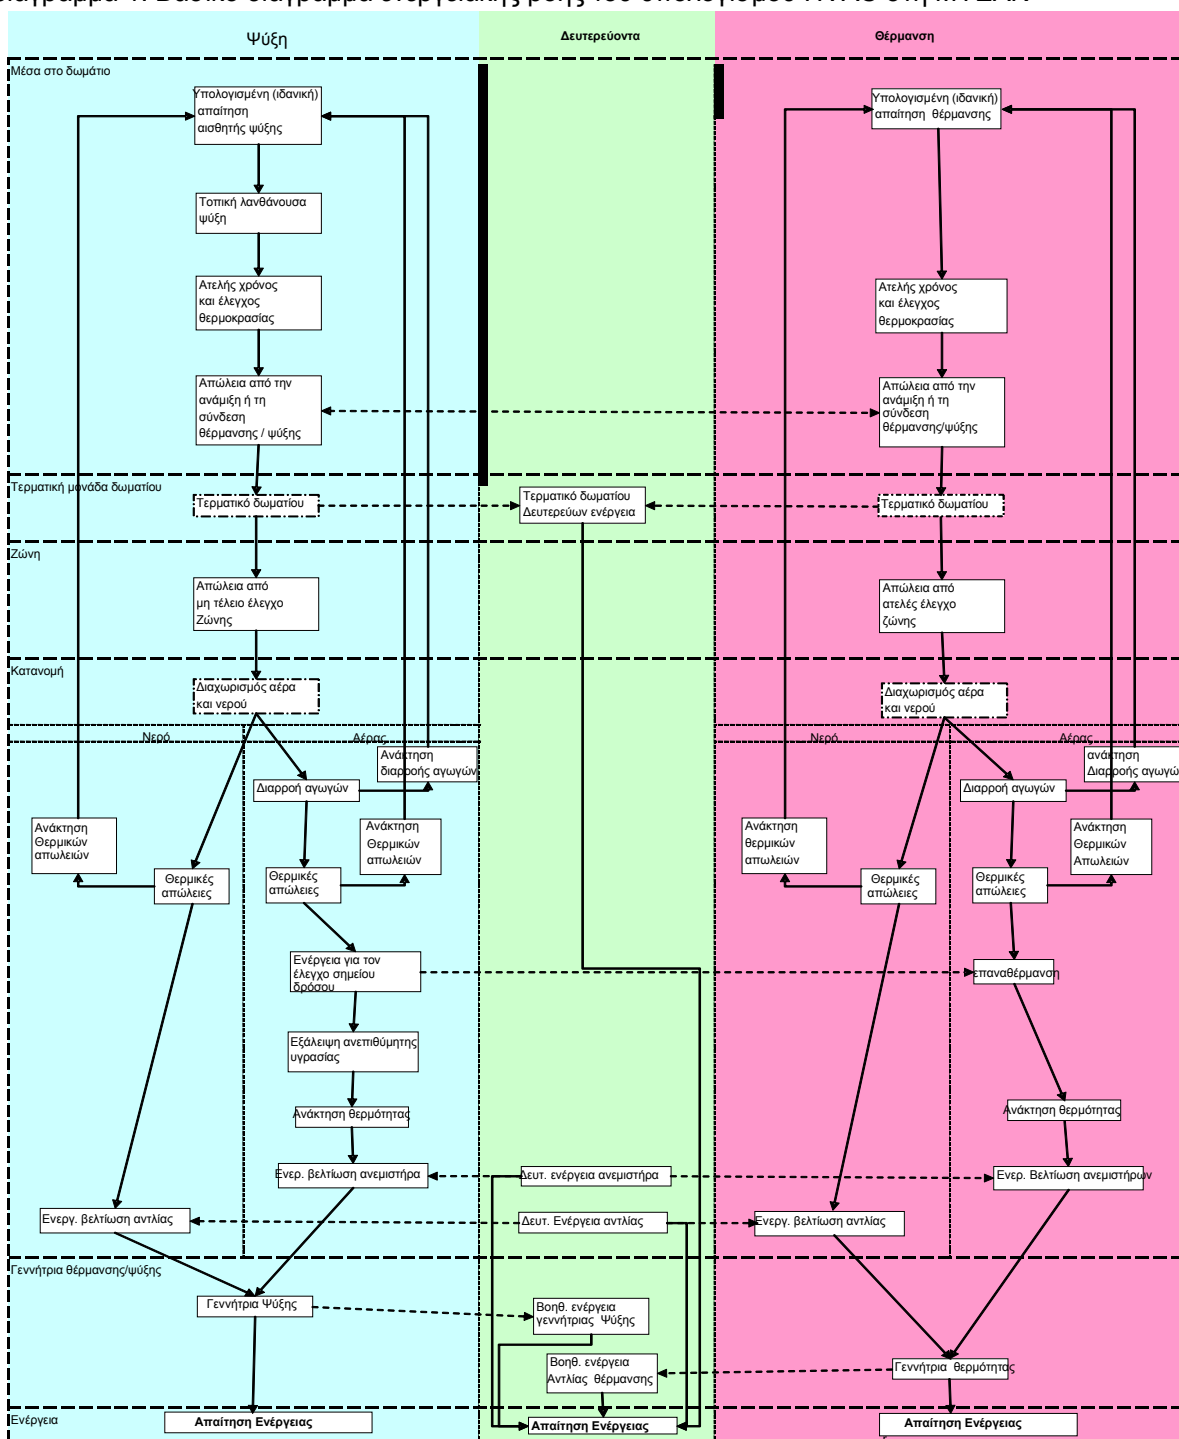 Ψύξη
Δευτερεύοντα
Θέρμανση
Μέσα στο δωμάτιο
Υπολογισμένη (ιδανική)
απαίτηση
αισθητής ψύξης
Υπολογισμένη (ιδανική)
απαίτηση θέρμανσης
Τοπική λανθάνουσα
ψύξη
Ατελής χρόνος
και έλεγχος
θερμοκρασίας
Ατελής χρόνος
και έλεγχος
θερμοκρασίας
Απώλεια από την
ανάμιξη ή τη
σύνδεση
θέρμανσης / ψύξης
Απώλεια από την
ανάμιξη ή τη
σύνδεση
θέρμανσης/ψύξης
Τερματική μονάδα δωματίου
Τερματικό δωματίου
Τερματικό δωματίου
Δευτερεύων ενέργεια
Τερματικό δωματίου
Ζώνη
Απώλεια από
μη τέλειο έλεγχο
Ζώνης
Απώλεια από
ατελές έλεγχο
ζώνης
Κατανομή
Διαχωρισμός αέρα
και νερού
Διαχωρισμός αέρα
και νερού
Νερό
Αέρας
Νερό
Αέρας
Ανάκτηση
διαρροής αγωγών
ανάκτηση
Διαρροής αγωγών
Διαρροή αγωγών
Διαρροή αγωγών
Ανάκτηση
Θερμικών
απωλειών
Ανάκτηση
Θερμικών
απωλειών
Ανάκτηση
θερμικών
απωλειών
Ανάκτηση
Θερμικών
Απωλειών
Θερμικές
απώλειες
Θερμικές
απώλειες
Θερμικές
απώλειες
Θερμικές
απώλειες
Ενέργεια για τον
έλεγχο σημείου
δρόσου
επαναθέρμανση
Εξάλειψη ανεπιθύμητης
υγρασίας
Ανάκτηση θερμότητας
Ανάκτηση θερμότητας
Ενερ. βελτίωση ανεμιστήρα
Δευτ. ενέργεια ανεμιστήρα
Ενερ. Βελτίωση ανεμιστήρων
Ενεργ. βελτίωση αντλίας
Δευτ. Ενέργεια αντλίας
Ενεργ. βελτίωση αντλίας
Γεννήτρια θέρμανσης/ψύξης
Γεννήτρια Ψύξης
Βοηθ. ενέργεια
γεννήτριας Ψύξης
Βοηθ. ενέργεια
Αντλίας θέρμανσης
Γεννήτρια θερμότητας
Ενέργεια
Απαίτηση Ενέργειας
Απαίτηση Ενέργειας
Απαίτηση Ενέργειας